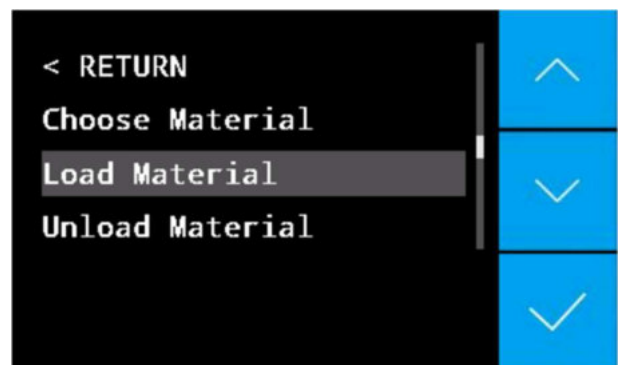 < RETURN
Choose Material
Load Material
Unload Material